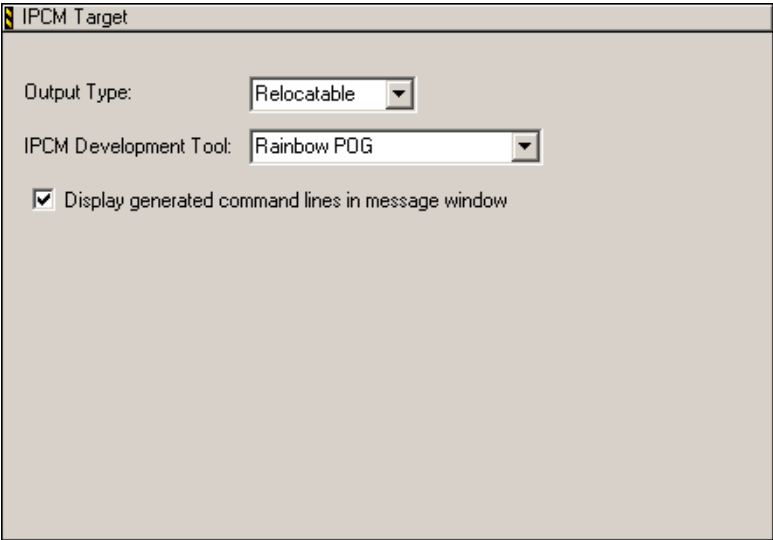 IPCM Target
Output Type: Relocatable
IPCM Development Tool: Rainbow POG
Display generated command lines in message window